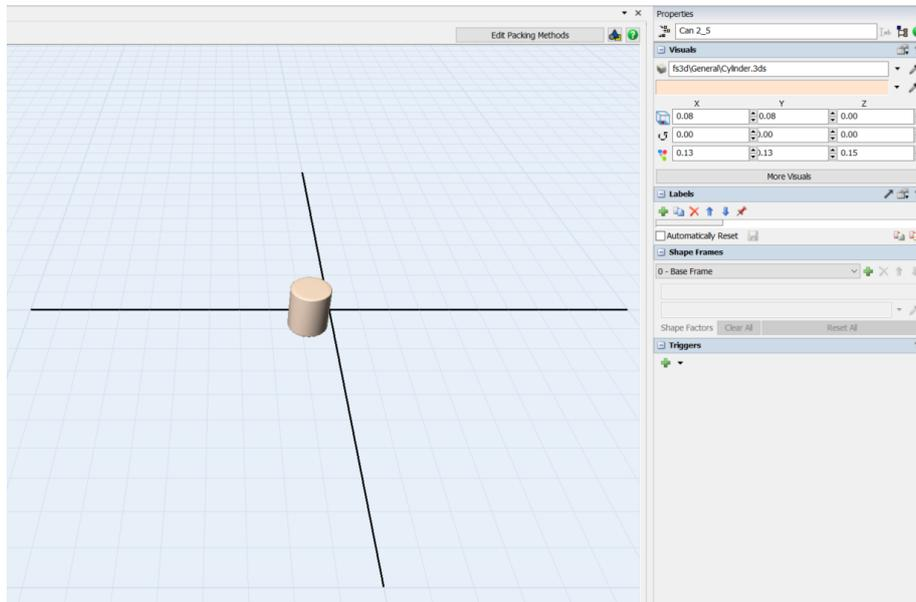 Properties
Edit Packing Methods
Can 2_5
Visuals
fs3d\General\Cylinder.3ds
X Y Z
0.08 0.08 0.00
0.00 0.00 0.00
0.13 0.13 0.15
More Visuals
Labels
Automatically Reset
Shape Frames
0 - Base Frame
Shape Factors Clear All Reset All
Triggers